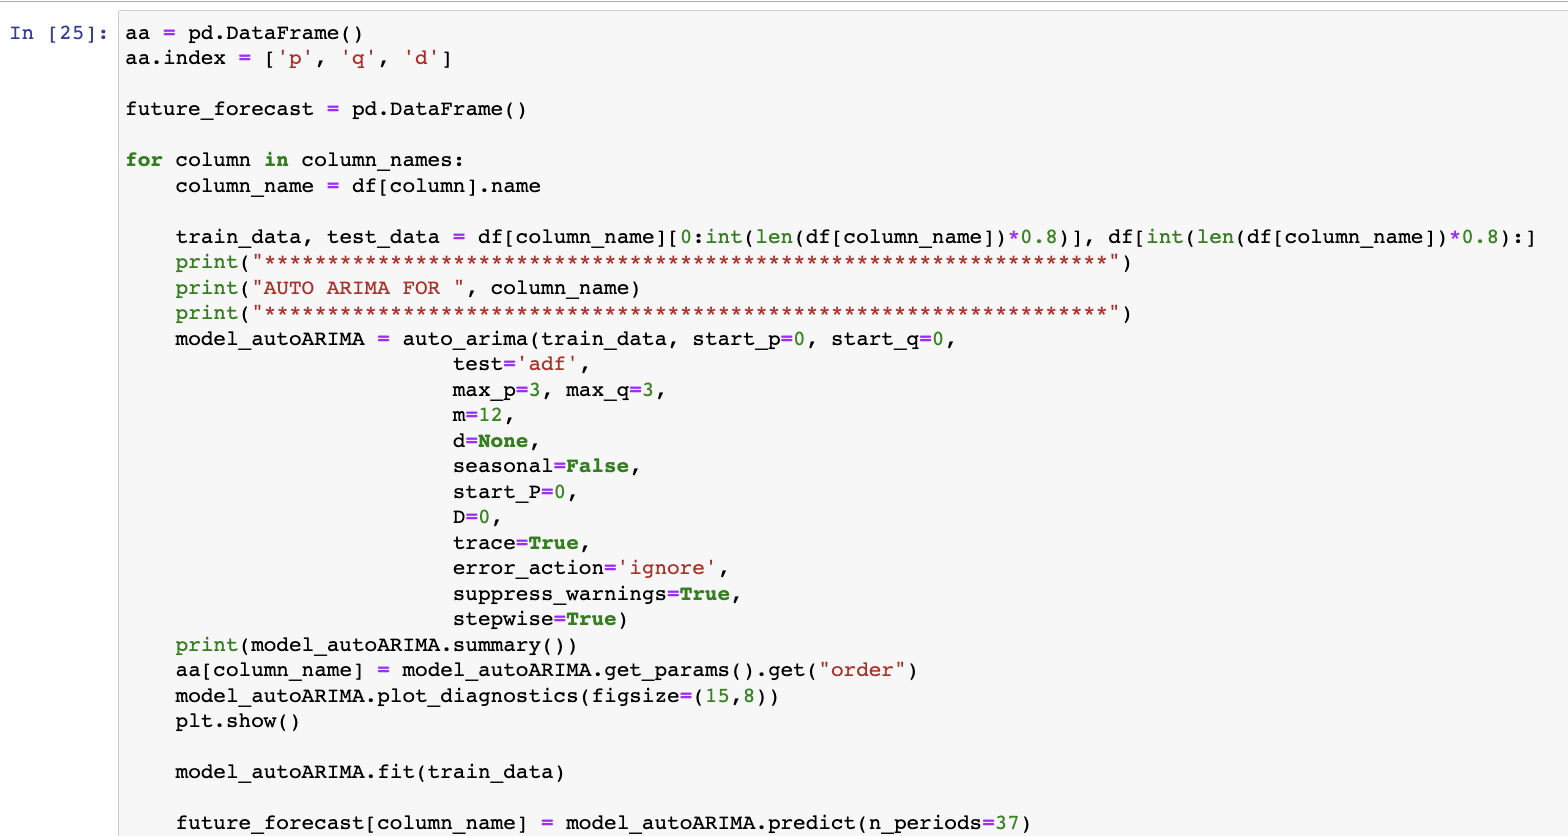 In [25]: aa = pd.DataFrame()
aa.index = ['p', 'q', 'd']
future_forecast = pd.DataFrame()
for column in column_names:
    column_name = df[column].name
    train_data, test_data = df[column_name][0:int(len(df[column_name])*0.8)], df[int(len(df[column_name])*0.8):]
    print("*******************************************************************")
    print("AUTO ARIMA FOR ", column_name)
    print("*******************************************************************")
    model_autoARIMA = auto_arima(train_data, start_p=0, start_q=0,
                          test='adf',
                          max_p=3, max_q=3,
                          m=12,
                          d=None,
                          seasonal=False,
                          start_P=0,
                          D=0,
                          trace=True,
                          error_action='ignore',
                          suppress_warnings=True,
                          stepwise=True)
    print(model_autoARIMA.summary())
    aa[column_name] = model_autoARIMA.get_params().get("order")
    model_autoARIMA.plot_diagnostics(figsize=(15,8))
    plt.show()
    model_autoARIMA.fit(train_data)
    future_forecast[column_name] = model_autoARIMA.predict(n_periods=37)